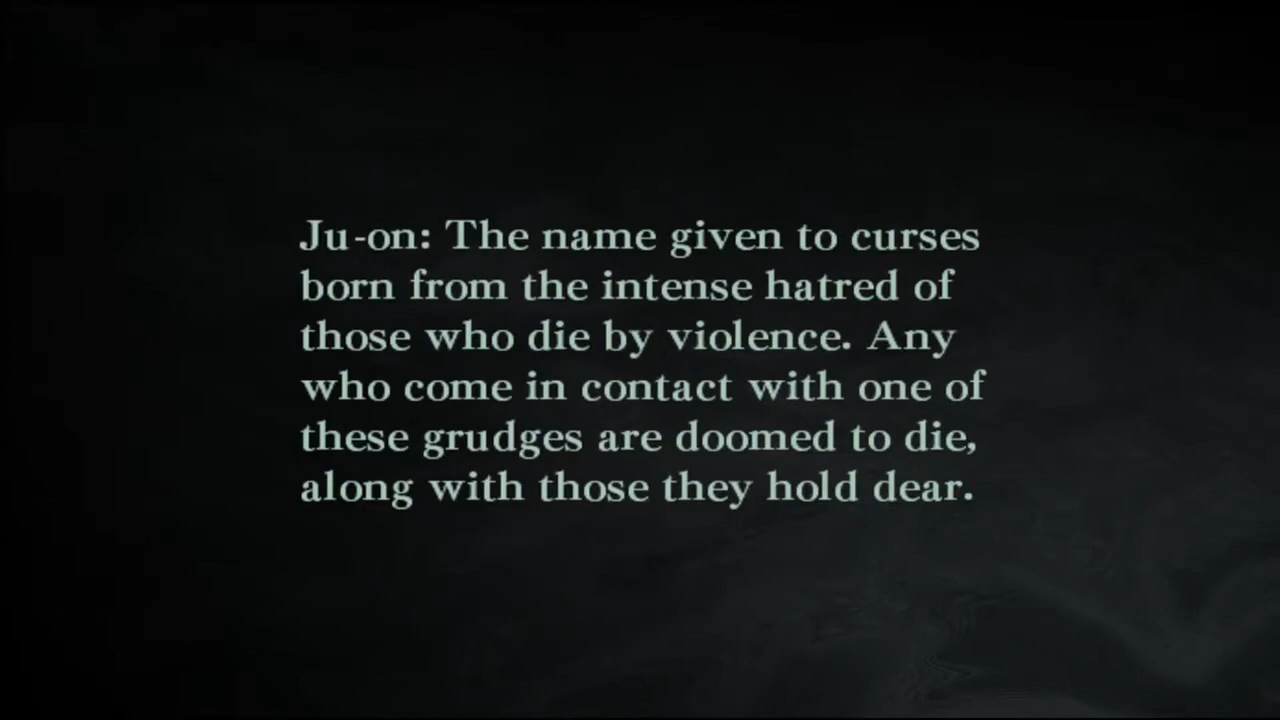 Ju-on: The name given to curses
born from the intense hatred of
those who die by violence. Any
who come in contact with one of
these grudges are doomed to die,
along with those they hold dear.